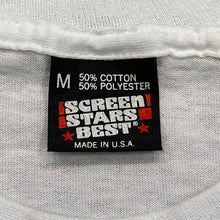 M 50% COTTON
50% POLYESTER
SCREEN
STARS
BEST®
MADE IN U.S.A.